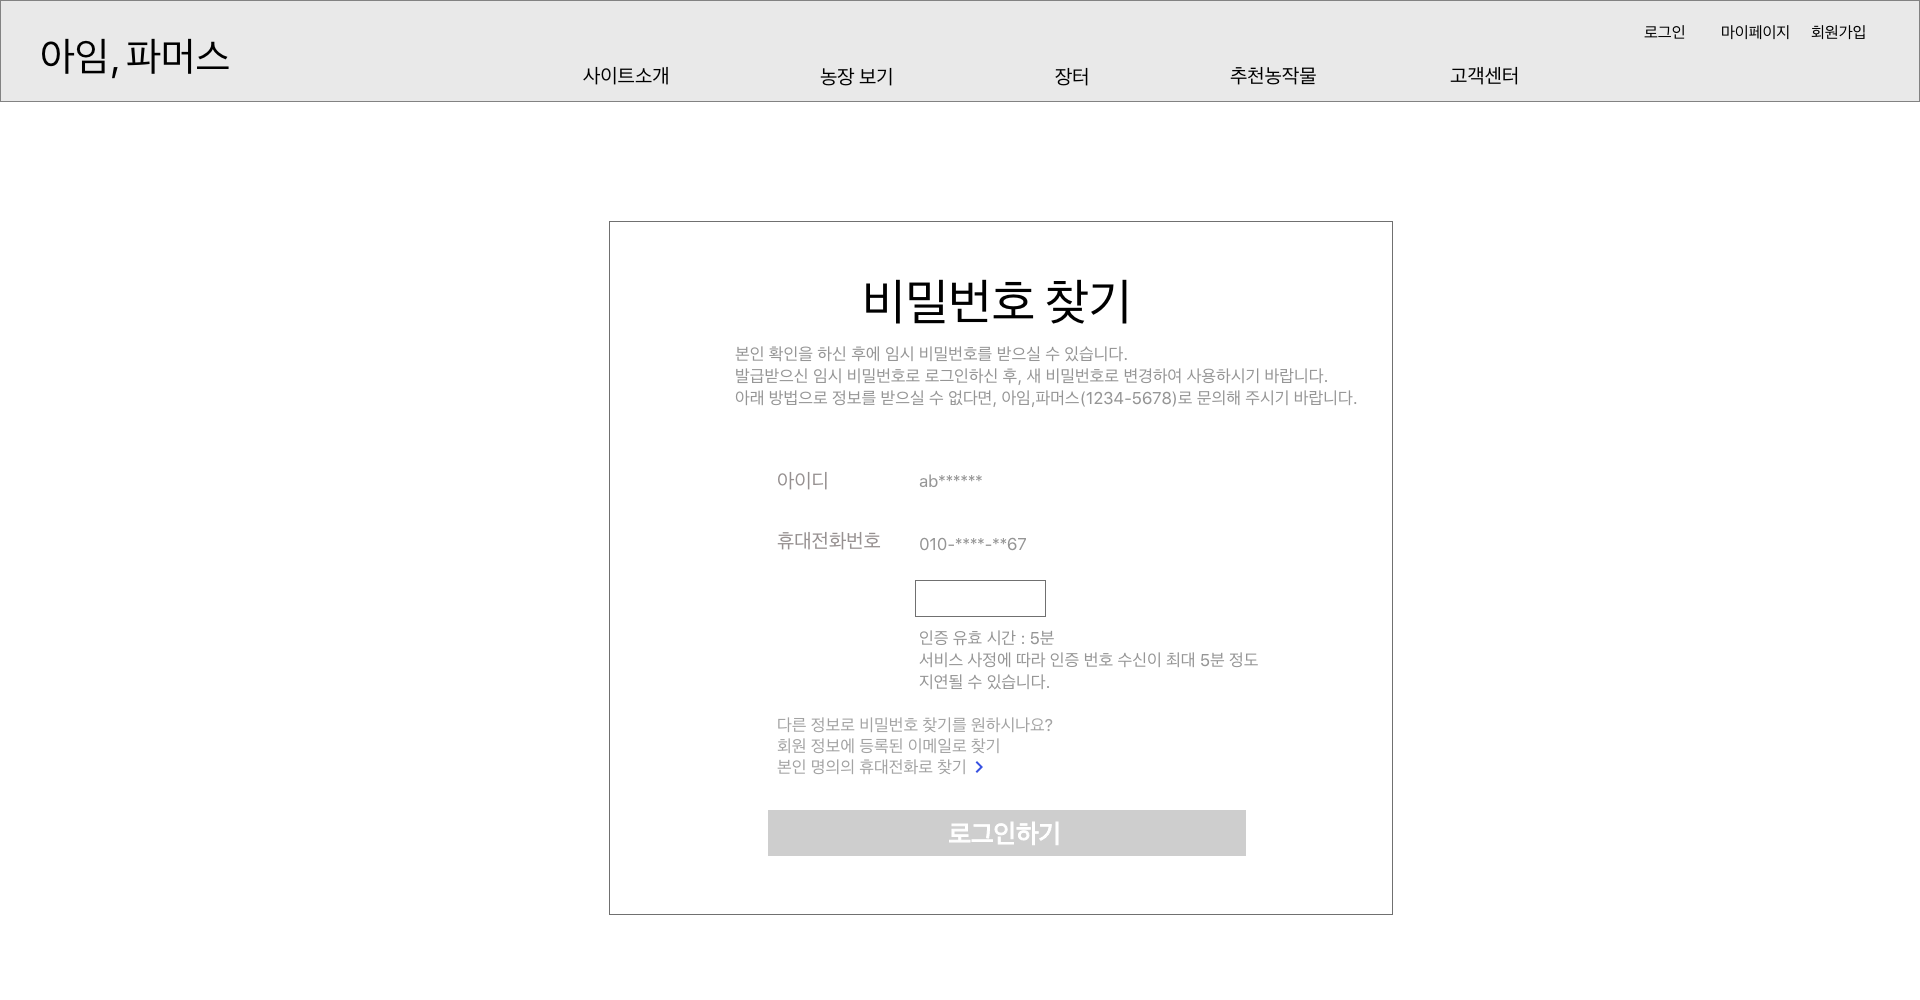 로그인 마이페이지 회원가입
아임, 파머스
사이트소개 농장 보기 장터 추천농작물 고객센터
비밀번호 찾기
본인 확인을 하신 후에 임시 비밀번호를 받으실 수 있습니다.
발급받으신 임시 비밀번호로 로그인하신 후, 새 비밀번호로 변경하여 사용하시기 바랍니다.
아래 방법으로 정보를 받으실 수 없다면, 아임,파머스(1234-5678)로 문의해 주시기 바랍니다.
아이디 ab******
휴대전화번호 010-****-**67
인증 유효 시간 : 5분
서비스 사정에 따라 인증 번호 수신이 최대 5분 정도
지연될 수 있습니다.
다른 정보로 비밀번호 찾기를 원하시나요?
회원 정보에 등록된 이메일로 찾기
본인 명의의 휴대전화로 찾기
로그인하기